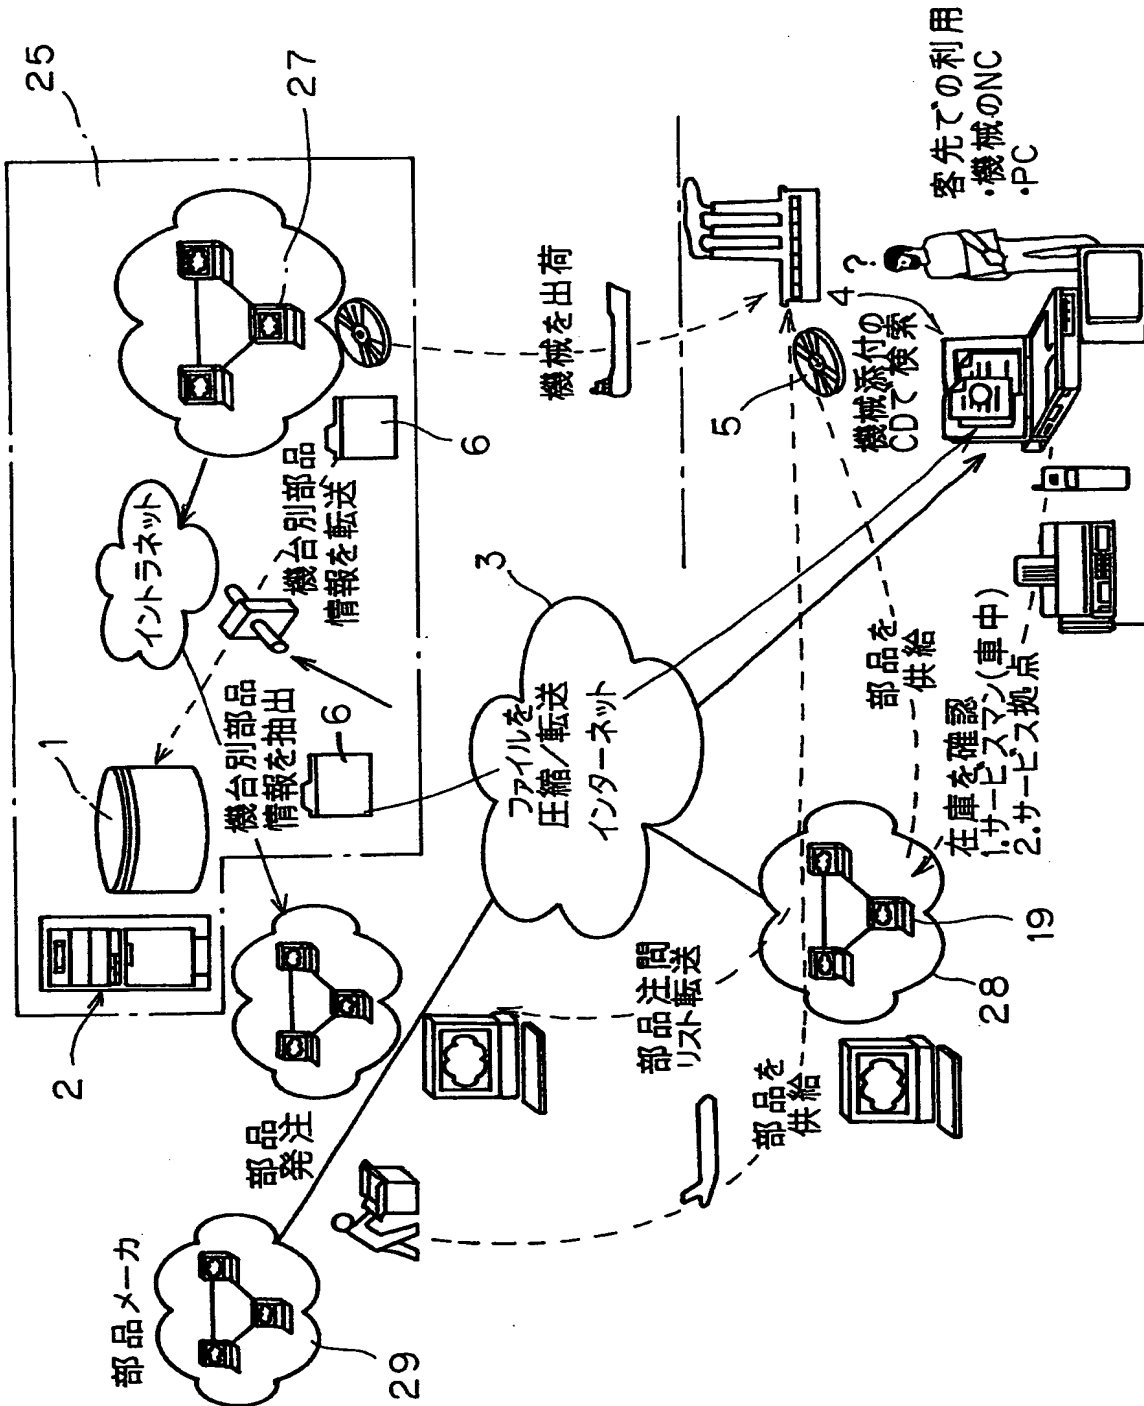 部品メーカ
29
部品
発注
2
1
25
27
イントラネット
機台別部品
情報を抽出
6
機台別部品
情報を転送
6
機械を出荷
3
ファイルを
圧縮/転送
インターネット
部品注問
リスト転送
部品を
供給
28
19
在庫を確認
1.サービスマン(車中)
2.サービス拠点
部品を
供給
5
機械添付の
CDで検索
4
?
客先での利用
・機械のNC
・PC